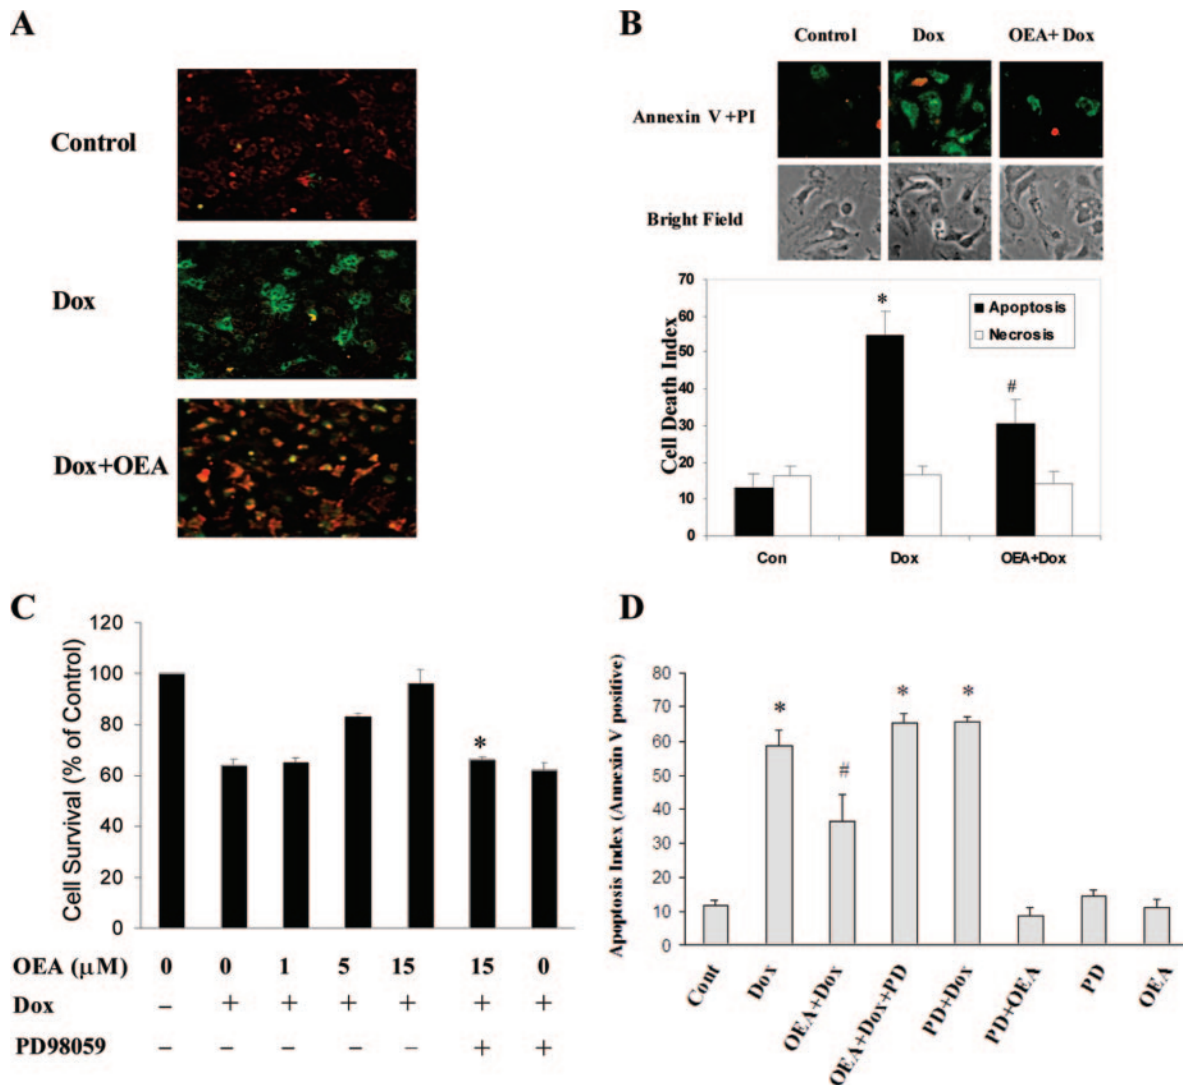 A
Control
Dox
Dox+OEA
B
Control Dox OEA+ Dox
Annexin V +PI
Bright Field
Cell Death Index
70
60
50
40
30
20
10
0
*
#
Apoptosis
Necrosis
Con Dox OEA+Dox
C
Cell Survival (% of Control)
120
100
80
60
40
20
0
*
OEA (μM) 0 0 1 5 15 15 0
Dox – + + + + + +
PD98059 – – – – – + +
D
Apoptosis Index (Annexin V positive)
80
70
60
50
40
30
20
10
0
* # * *
Cont Dox OEA+Dox OEA+Dox+PD PD+Dox PD+OEA PD OEA